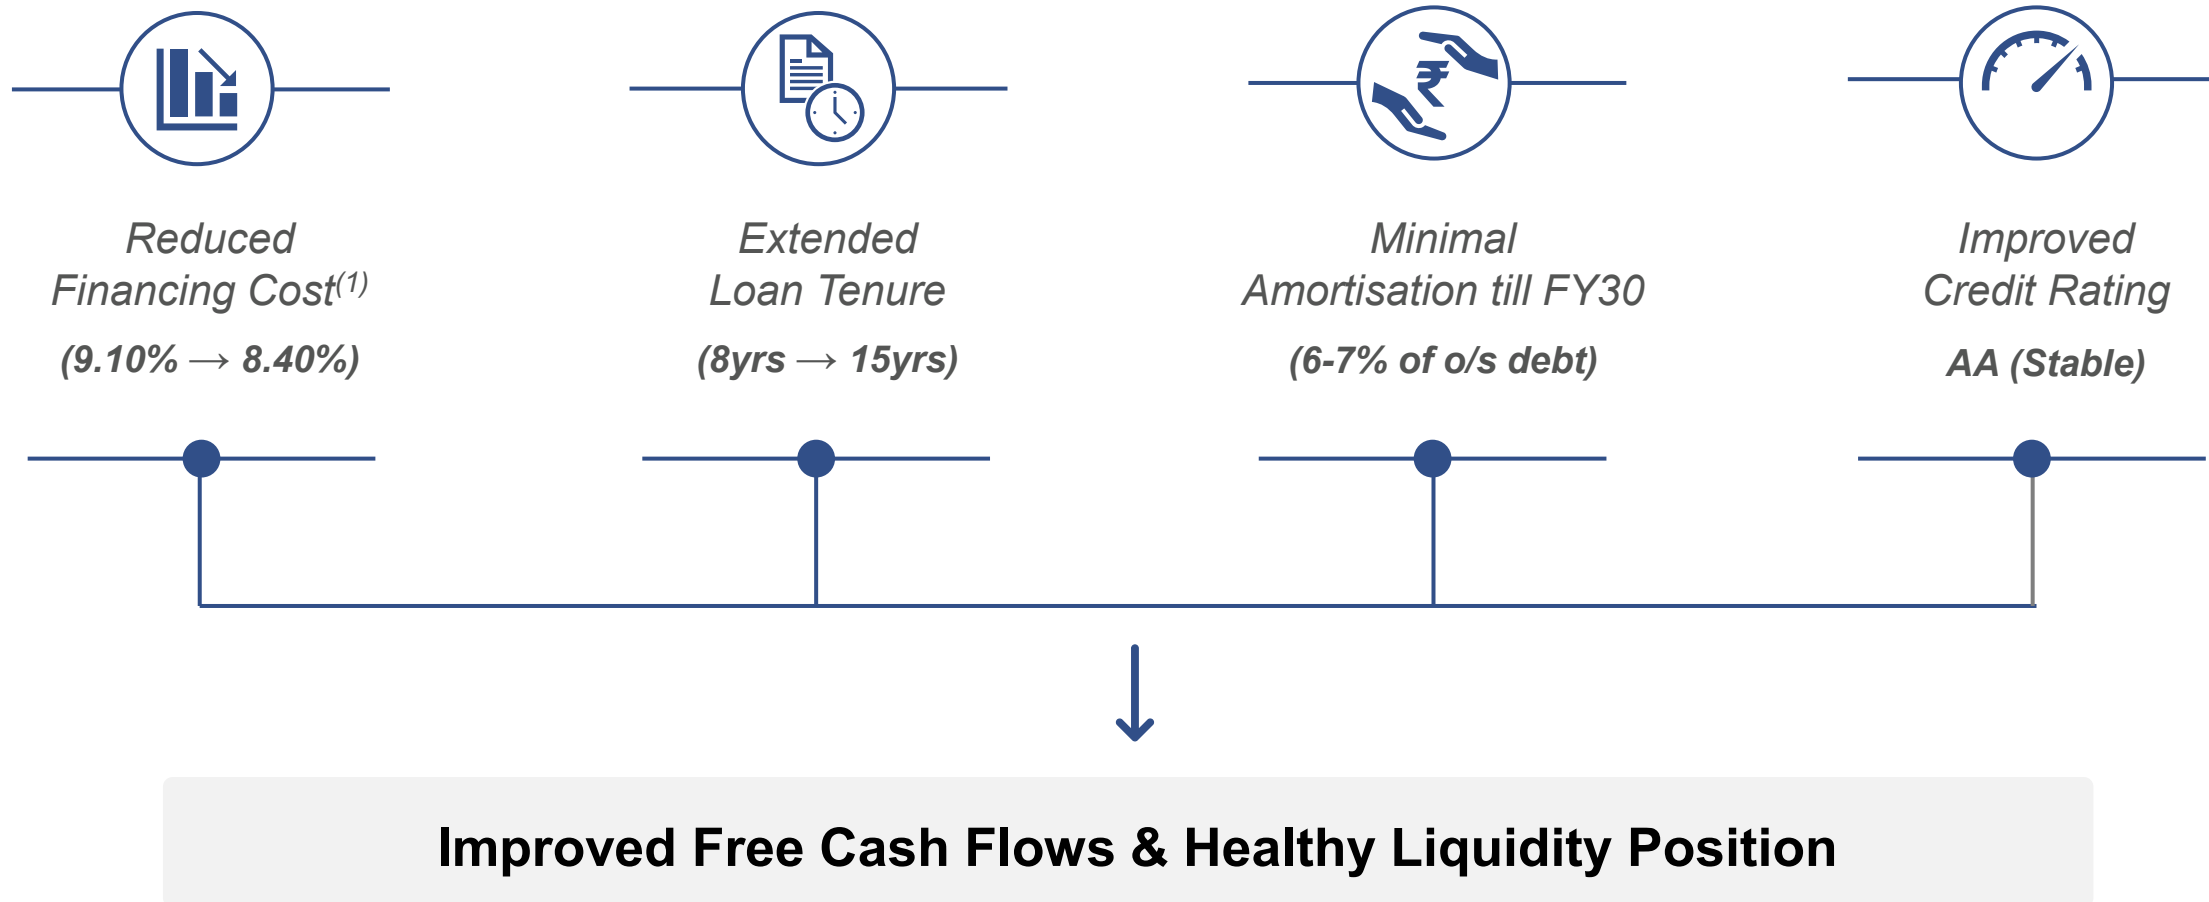 Reduced
Financing Cost(1)
(9.10% → 8.40%)
Extended
Loan Tenure
(8yrs → 15yrs)
₹
Minimal
Amortisation till FY30
(6-7% of o/s debt)
Improved
Credit Rating
AA (Stable)
Improved Free Cash Flows & Healthy Liquidity Position